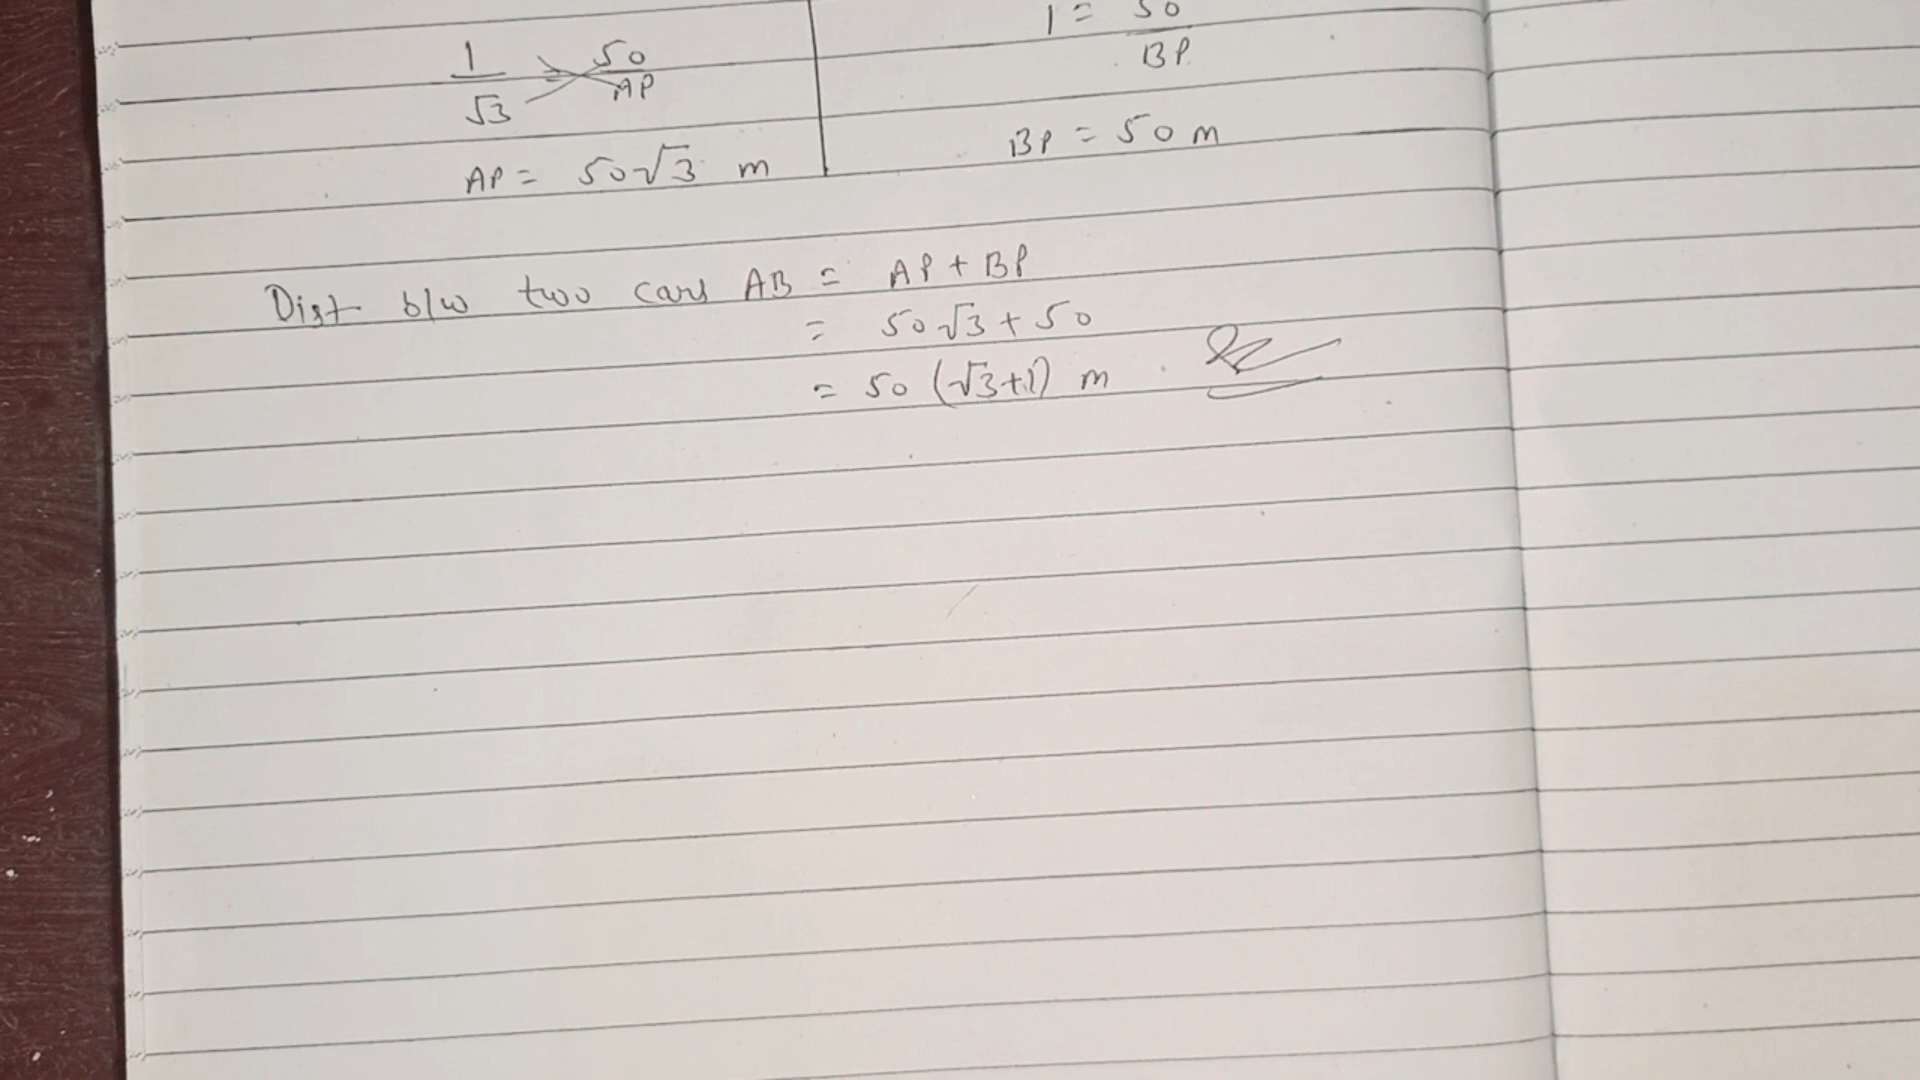 1/√3 = 50/AP
AP = 50√3 m
1 = 50/BP
BP = 50 m
Dist b/w two cars AB = AP + BP
= 50√3 + 50
= 50 (√3+1) m